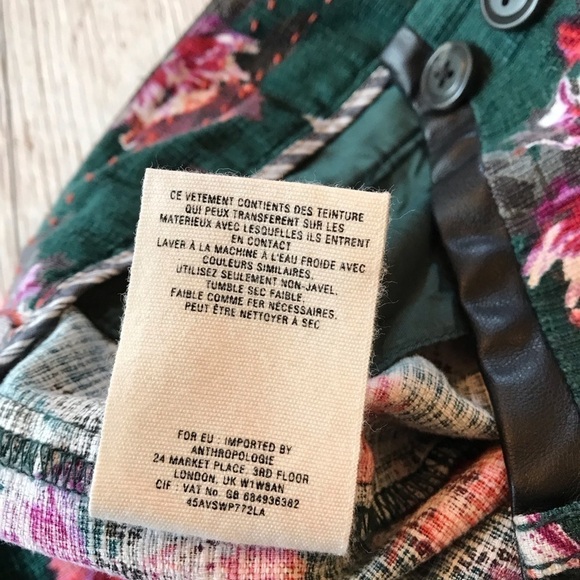 CE VETEMENT CONTIENTS DES TEINTURE
QUI PEUX TRANSFERENT SUR LES
MATERIEUX AVEC LESQUELLES ILS ENTRENT
EN CONTACT
LAVER À LA MACHINE À L'EAU FROIDE AVEC
COULEURS SIMILAIRES,
UTILISEZ SEULEMENT NON-JAVEL,
TUMBLE SEC FAIBLE,
FAIBLE COMME FER NÉCESSAIRES,
PEUT ÊTRE NETTOYER À SEC
FOR EU : IMPORTED BY
ANTHROPOLOGIE
24 MARKET PLACE, 3RD FLOOR
LONDON, UK W1W8AN
CIF : VAT No. GB 684936382
45AVSWP772LA